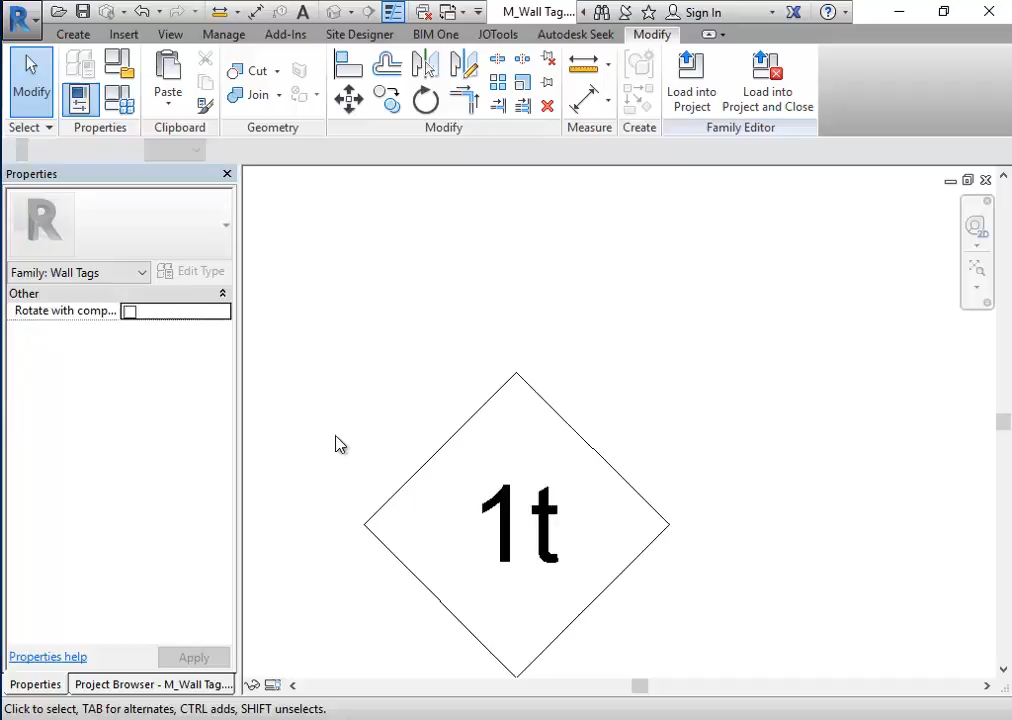 M_Wall Tag....
Sign In
Create Insert View Manage Add-Ins Site Designer BIM One JOTools Autodesk Seek Modify
Modify
Paste
Cut
Join
Load into
Project
Load into
Project and Close
Select Properties Clipboard Geometry Modify Measure Create Family Editor
Properties
R
Family: Wall Tags
Edit Type
Other
Rotate with comp...
2D
1t
Properties help
Apply
Properties
Project Browser - M_Wall Tag....
Click to select, TAB for alternates, CTRL adds, SHIFT unselects.